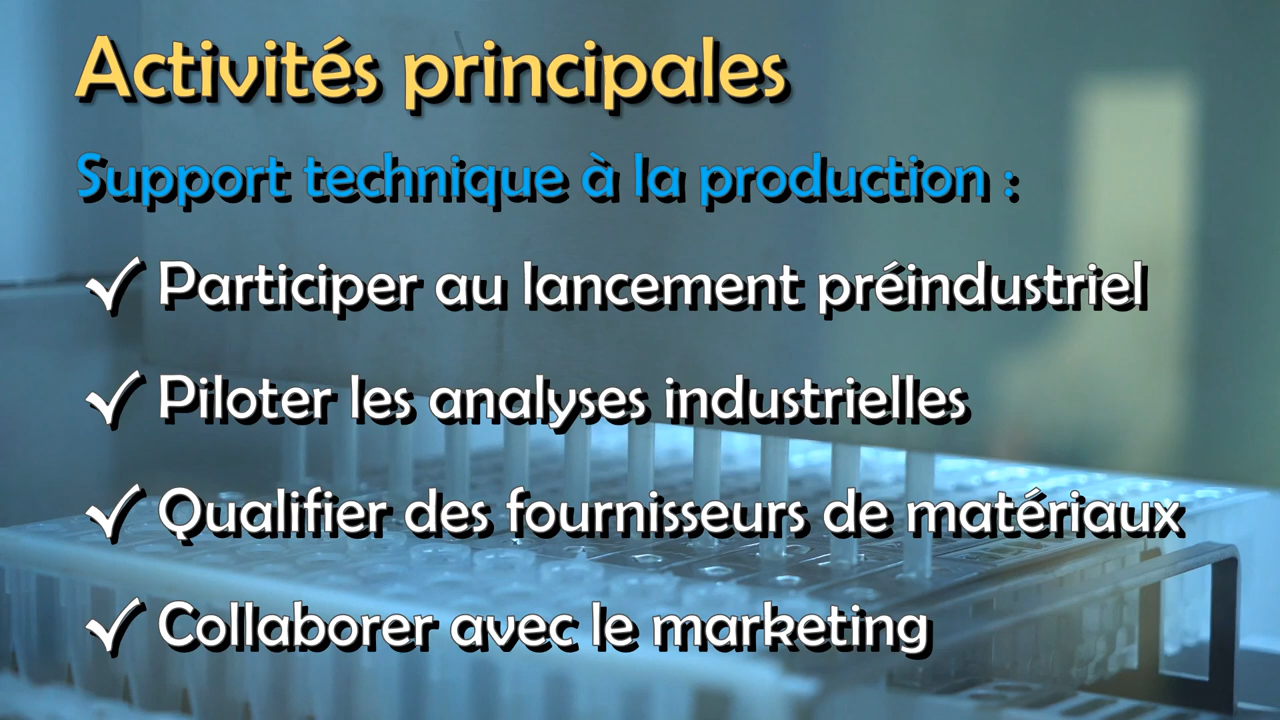 Activités principales
Support technique à la production :
✓ Participer au lancement préindustriel
✓ Piloter les analyses industrielles
✓ Qualifier des fournisseurs de matériaux
✓ Collaborer avec le marketing